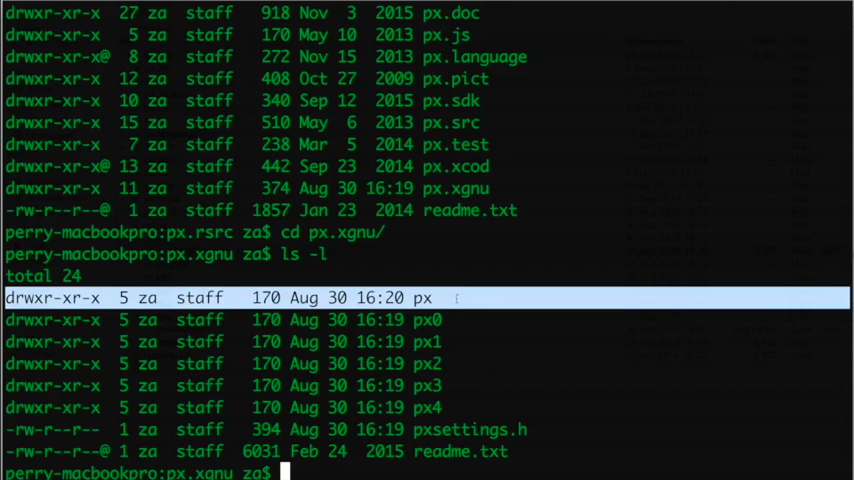 drwxr-xr-x 27 za staff 918 Nov 3 2015 px.doc
drwxr-xr-x 5 za staff 170 May 10 2013 px.js
drwxr-xr-x@ 8 za staff 272 Nov 15 2013 px.language
drwxr-xr-x 12 za staff 408 Oct 27 2009 px.pict
drwxr-xr-x 10 za staff 340 Sep 12 2015 px.sdk
drwxr-xr-x 15 za staff 510 May 6 2013 px.src
drwxr-xr-x 7 za staff 238 Mar 5 2014 px.test
drwxr-xr-x@ 13 za staff 442 Sep 23 2014 px.xcod
drwxr-xr-x 11 za staff 374 Aug 30 16:19 px.xgnu
-rw-r--r--@ 1 za staff 1857 Jan 23 2014 readme.txt
perry-macbookpro:px.rsrc za$ cd px.xgnu/
perry-macbookpro:px.xgnu za$ ls -l
total 24
drwxr-xr-x 5 za staff 170 Aug 30 16:20 px
drwxr-xr-x 5 za staff 170 Aug 30 16:19 px0
drwxr-xr-x 5 za staff 170 Aug 30 16:19 px1
drwxr-xr-x 5 za staff 170 Aug 30 16:19 px2
drwxr-xr-x 5 za staff 170 Aug 30 16:19 px3
drwxr-xr-x 5 za staff 170 Aug 30 16:19 px4
-rw-r--r-- 1 za staff 394 Aug 30 16:19 pxsettings.h
-rw-r--r--@ 1 za staff 6031 Feb 24 2015 readme.txt
perry-macbookpro:px.xgnu za$